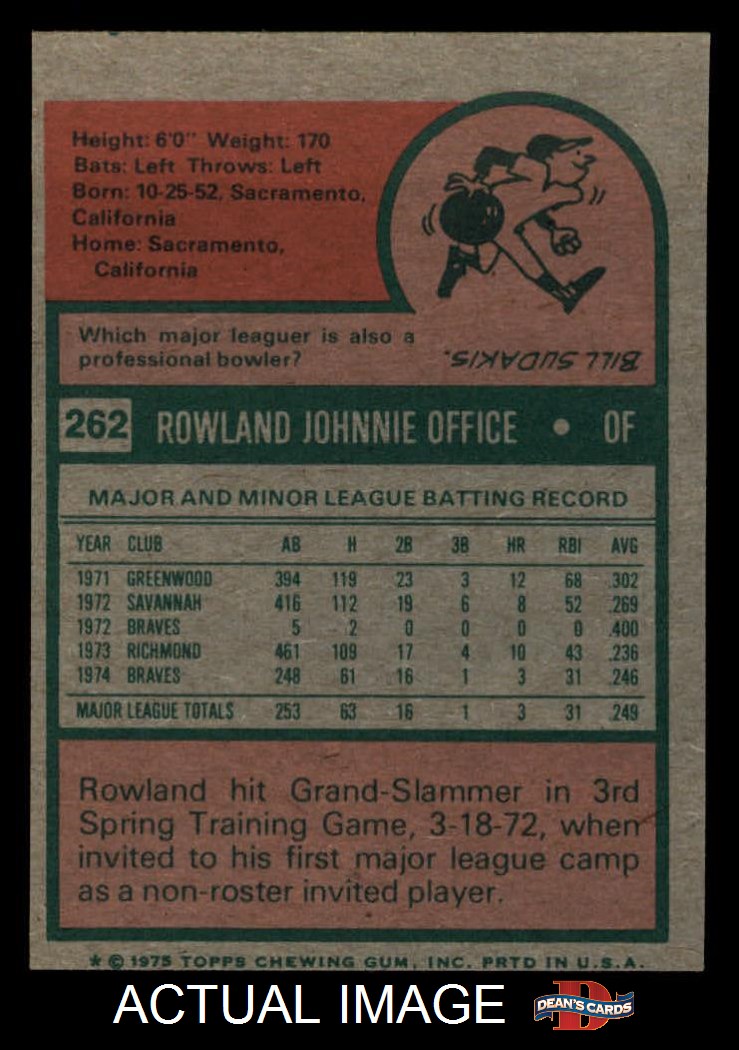 Height: 6'0" Weight: 170
Bats: Left Throws: Left
Born: 10-25-52, Sacramento,
California
Home: Sacramento,
California
Which major leaguer is also a
professional bowler?
BILL SUDAKIS.
262 ROWLAND JOHNNIE OFFICE • OF
MAJOR AND MINOR LEAGUE BATTING RECORD
YEAR CLUB AB H 2B 3B HR RBI AVG
1971 GREENWOOD 394 119 23 3 12 68 .302
1972 SAVANNAH 416 112 19 6 8 52 .269
1972 BRAVES 5 2 0 0 0 0 .400
1973 RICHMOND 461 109 17 4 10 43 .236
1974 BRAVES 248 61 16 1 3 31 .246
MAJOR LEAGUE TOTALS 253 63 16 1 3 31 .249
Rowland hit Grand-Slammer in 3rd
Spring Training Game, 3-18-72, when
invited to his first major league camp
as a non-roster invited player.
* © 1975 TOPPS CHEWING GUM, INC. PRTD IN U.S.A.
ACTUAL IMAGE DEAN'S CARDS